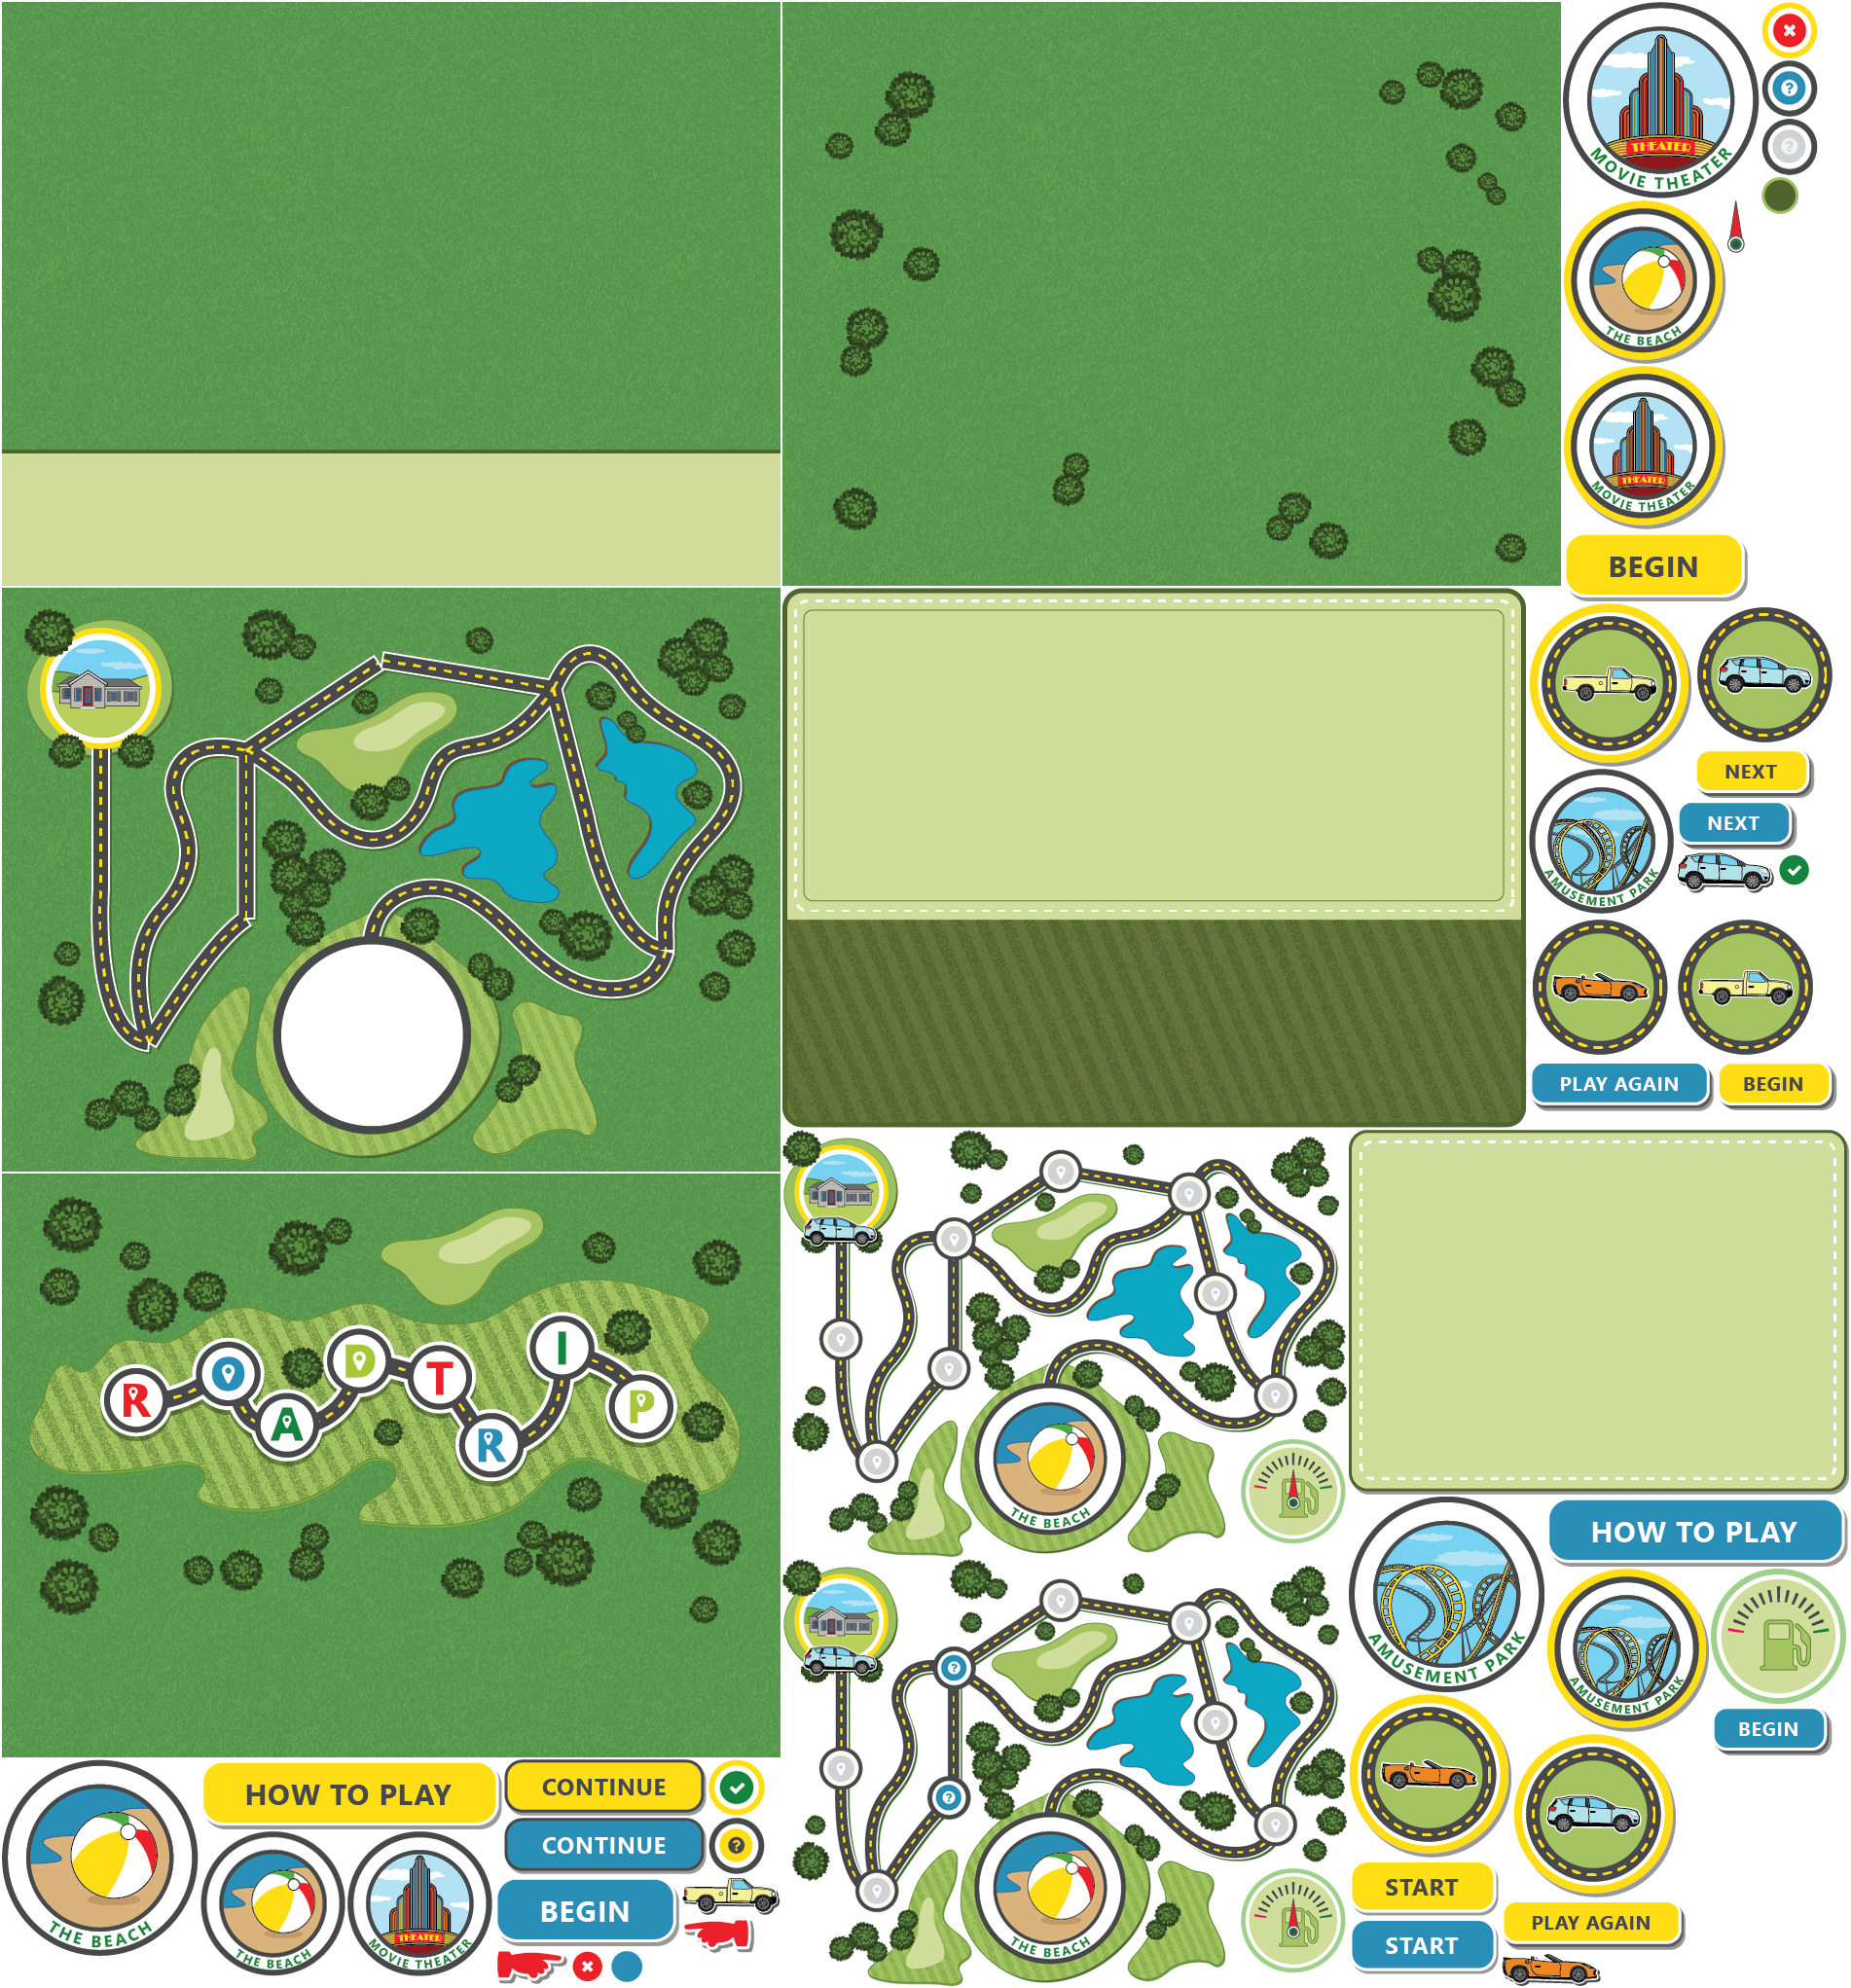 THEATER
MOVIE THEATER
?
?
THE BEACH
THEATER
MOVIE THEATER
BEGIN
NEXT
NEXT
AMUSEMENT PARK
PLAY AGAIN
BEGIN
ROAD TRIP
THE BEACH
HOW TO PLAY
AMUSEMENT PARK
AMUSEMENT PARK
BEGIN
?
?
THE BEACH
START
START
PLAY AGAIN
HOW TO PLAY
CONTINUE
CONTINUE
?
BEGIN
THE BEACH
THE BEACH
THEATER
MOVIE THEATER